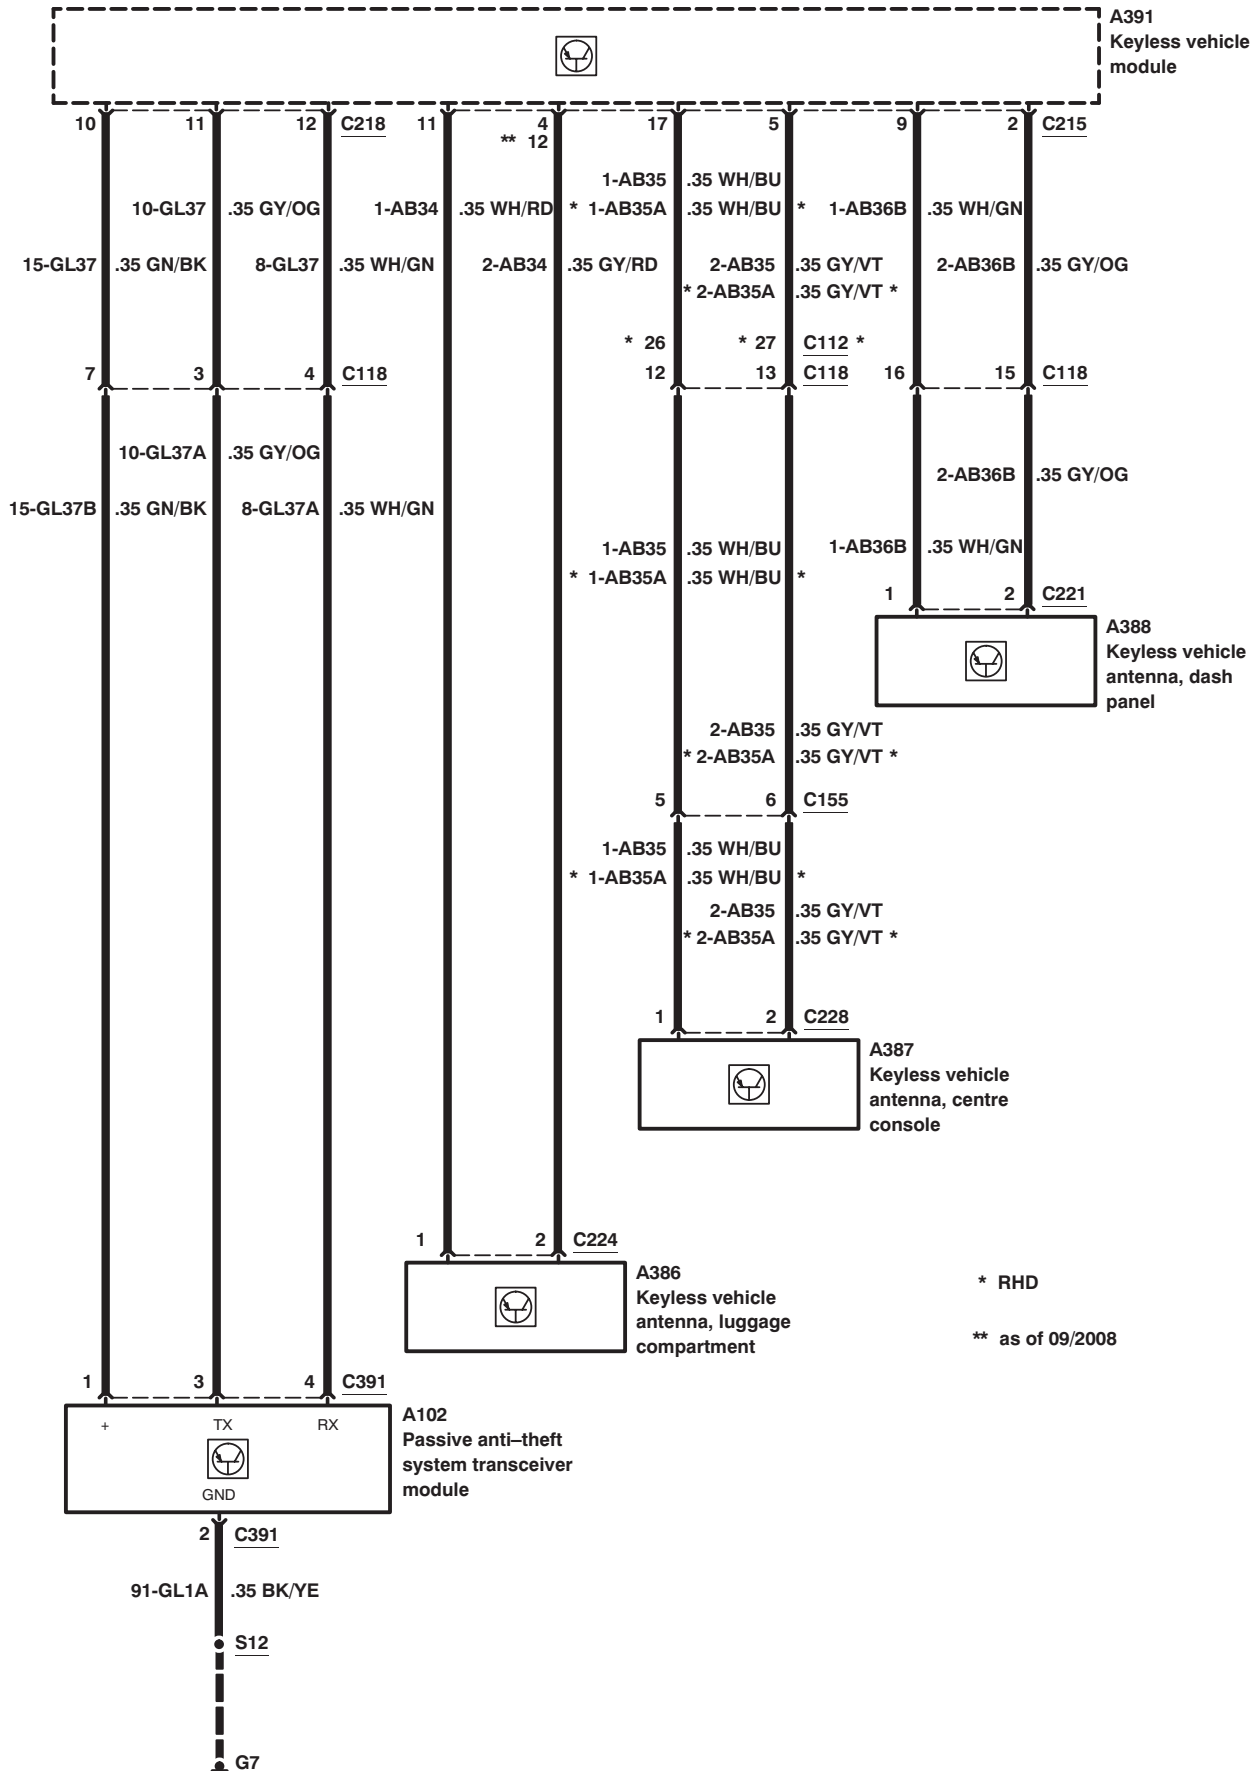 A391
Keyless vehicle
module
10 11 12 C218 11 4 17 5 9 2 C215
** 12
1-AB35 .35 WH/BU
10-GL37 .35 GY/OG 1-AB34 .35 WH/RD * 1-AB35A .35 WH/BU * 1-AB36B .35 WH/GN
15-GL37 .35 GN/BK 8-GL37 .35 WH/GN 2-AB34 .35 GY/RD 2-AB35 .35 GY/VT 2-AB36B .35 GY/OG
* 2-AB35A .35 GY/VT *
* 26 * 27 C112 *
7 3 4 C118 12 13 C118 16 15 C118
10-GL37A .35 GY/OG
2-AB36B .35 GY/OG
15-GL37B .35 GN/BK 8-GL37A .35 WH/GN
1-AB35 .35 WH/BU 1-AB36B .35 WH/GN
* 1-AB35A .35 WH/BU *
1 2 C221
A388
Keyless vehicle
antenna, dash
panel
2-AB35 .35 GY/VT
* 2-AB35A .35 GY/VT *
5 6 C155
1-AB35 .35 WH/BU
* 1-AB35A .35 WH/BU *
2-AB35 .35 GY/VT
* 2-AB35A .35 GY/VT *
1 2 C228
A387
Keyless vehicle
antenna, centre
console
1 2 C224
A386
Keyless vehicle
antenna, luggage
compartment
* RHD
** as of 09/2008
1 3 4 C391
+ TX RX
GND
A102
Passive anti–theft
system transceiver
module
2 C391
91-GL1A .35 BK/YE
S12
G7